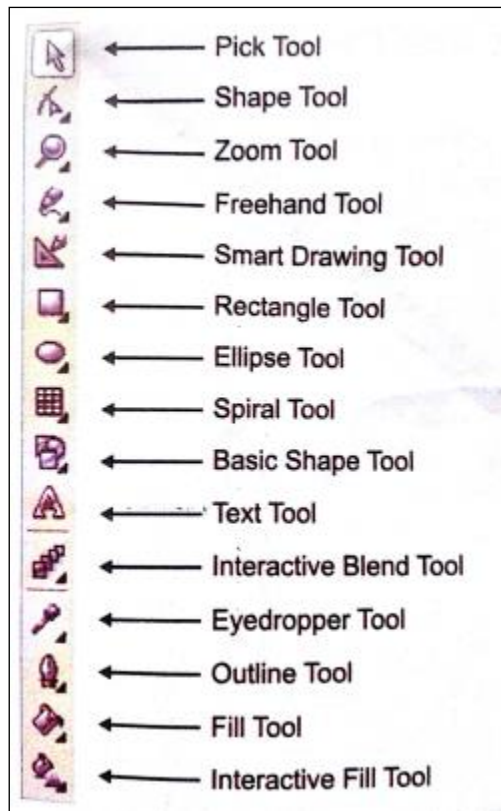 Pick Tool
Shape Tool
Zoom Tool
Freehand Tool
Smart Drawing Tool
Rectangle Tool
Ellipse Tool
Spiral Tool
Basic Shape Tool
Text Tool
Interactive Blend Tool
Eyedropper Tool
Outline Tool
Fill Tool
Interactive Fill Tool